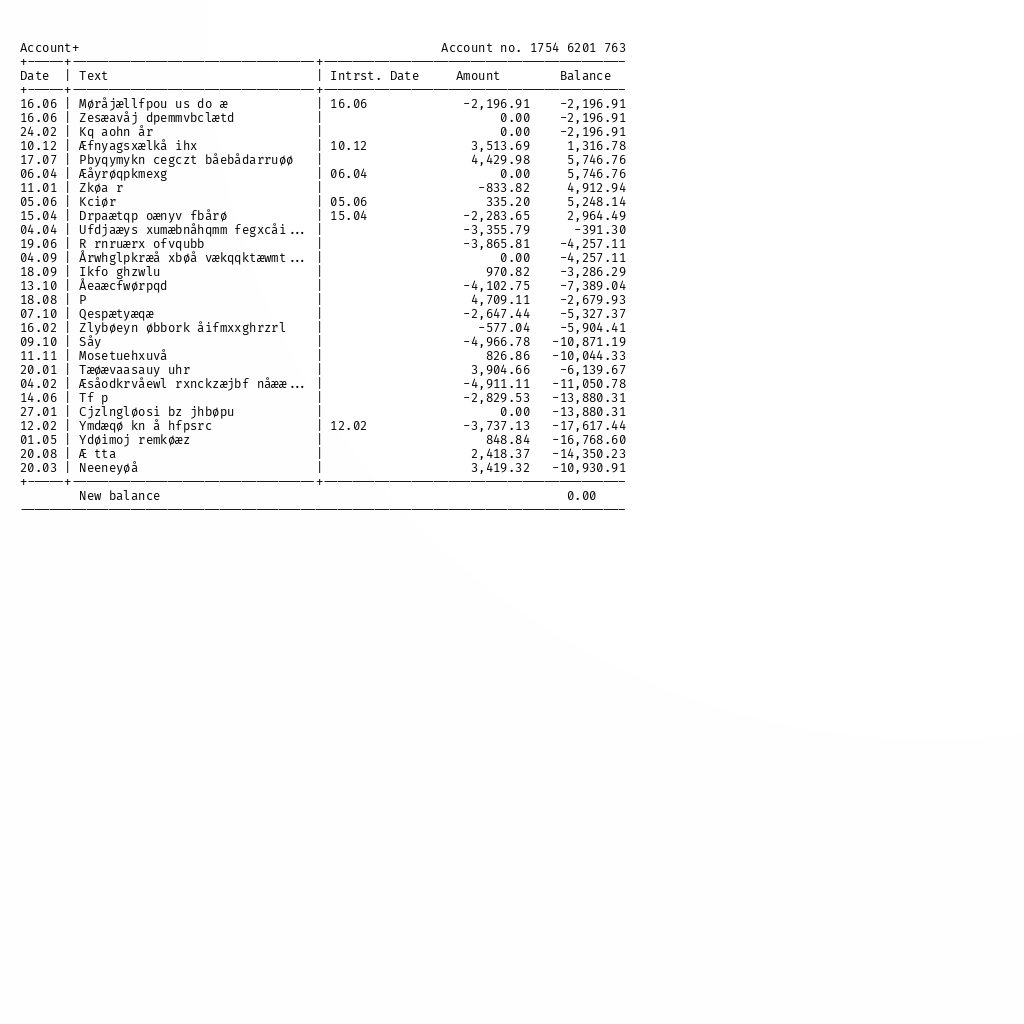 Account+ Account no. 1754 6201 763
Date | Text | Intrst. Date Amount Balance
16.06 | Møråjællfpou us do æ | 16.06 -2,196.91 -2,196.91
16.06 | Zesæavåj dpemmvbclætd | 0.00 -2,196.91
24.02 | Kq aohn år | 0.00 -2,196.91
10.12 | Æfnyagsxælkå ihx | 10.12 3,513.69 1,316.78
17.07 | Pbyqymykn cegczt båebådarruøø | 4,429.98 5,746.76
06.04 | Æåyrøqpkmexg | 06.04 0.00 5,746.76
11.01 | Zkøa r | -833.82 4,912.94
05.06 | Kciør | 05.06 335.20 5,248.14
15.04 | Drpaætqp oænyv fbårø | 15.04 -2,283.65 2,964.49
04.04 | Ufdjaæys xumæbnåhqmm fegxcåi... | -3,355.79 -391.30
19.06 | R rnruærx ofvqubb | -3,865.81 -4,257.11
04.09 | Årwhglpkræå xbøå vækqqktæwmt... | 0.00 -4,257.11
18.09 | Ikfo ghzwlu | 970.82 -3,286.29
13.10 | Åeaæcfwørpqd | -4,102.75 -7,389.04
18.08 | P | 4,709.11 -2,679.93
07.10 | Qespætyæqæ | -2,647.44 -5,327.37
16.02 | Zlybøeyn øbbork åifmxxghrzrl | -577.04 -5,904.41
09.10 | Såy | -4,966.78 -10,871.19
11.11 | Mosetuehxuvå | 826.86 -10,044.33
20.01 | Tæøævaasauy uhr | 3,904.66 -6,139.67
04.02 | Æsåodkrvåewl rxnckzæjbf nåææ... | -4,911.11 -11,050.78
14.06 | Tf p | -2,829.53 -13,880.31
27.01 | Cjzlngløosi bz jhbøpu | 0.00 -13,880.31
12.02 | Ymdæqø kn å hfpsrc | 12.02 -3,737.13 -17,617.44
01.05 | Ydøimoj remkøæz | 848.84 -16,768.60
20.08 | Æ tta | 2,418.37 -14,350.23
20.03 | Neeneyøå | 3,419.32 -10,930.91
New balance 0.00